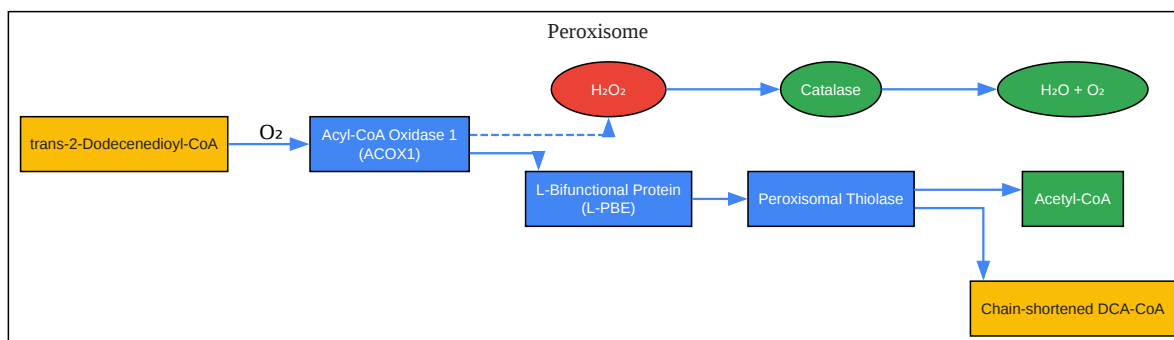 Peroxisome
H₂O₂
Catalase
H₂O + O₂
trans-2-Dodecenedioyl-CoA
O₂
Acyl-CoA Oxidase 1
(ACOX1)
L-Bifunctional Protein
(L-PBE)
Peroxisomal Thiolase
Acetyl-CoA
Chain-shortened DCA-CoA